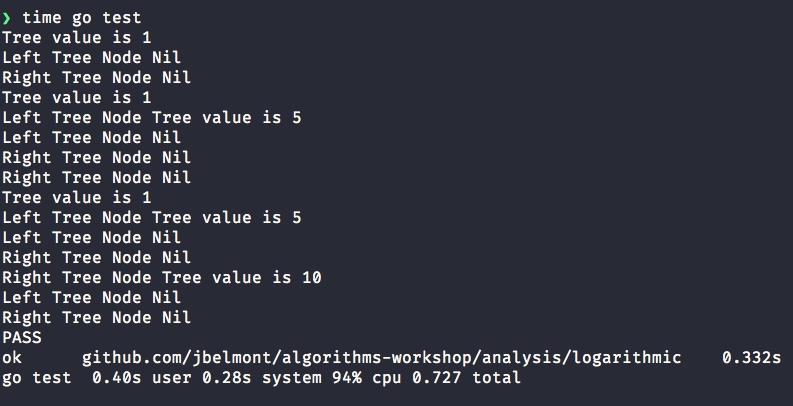 ❯ time go test
Tree value is 1
Left Tree Node Nil
Right Tree Node Nil
Tree value is 1
Left Tree Node Tree value is 5
Left Tree Node Nil
Right Tree Node Nil
Right Tree Node Nil
Tree value is 1
Left Tree Node Tree value is 5
Left Tree Node Nil
Right Tree Node Nil
Right Tree Node Tree value is 10
Left Tree Node Nil
Right Tree Node Nil
PASS
ok      github.com/jbelmont/algorithms-workshop/analysis/logarithmic    0.332s
go test  0.40s user 0.28s system 94% cpu 0.727 total